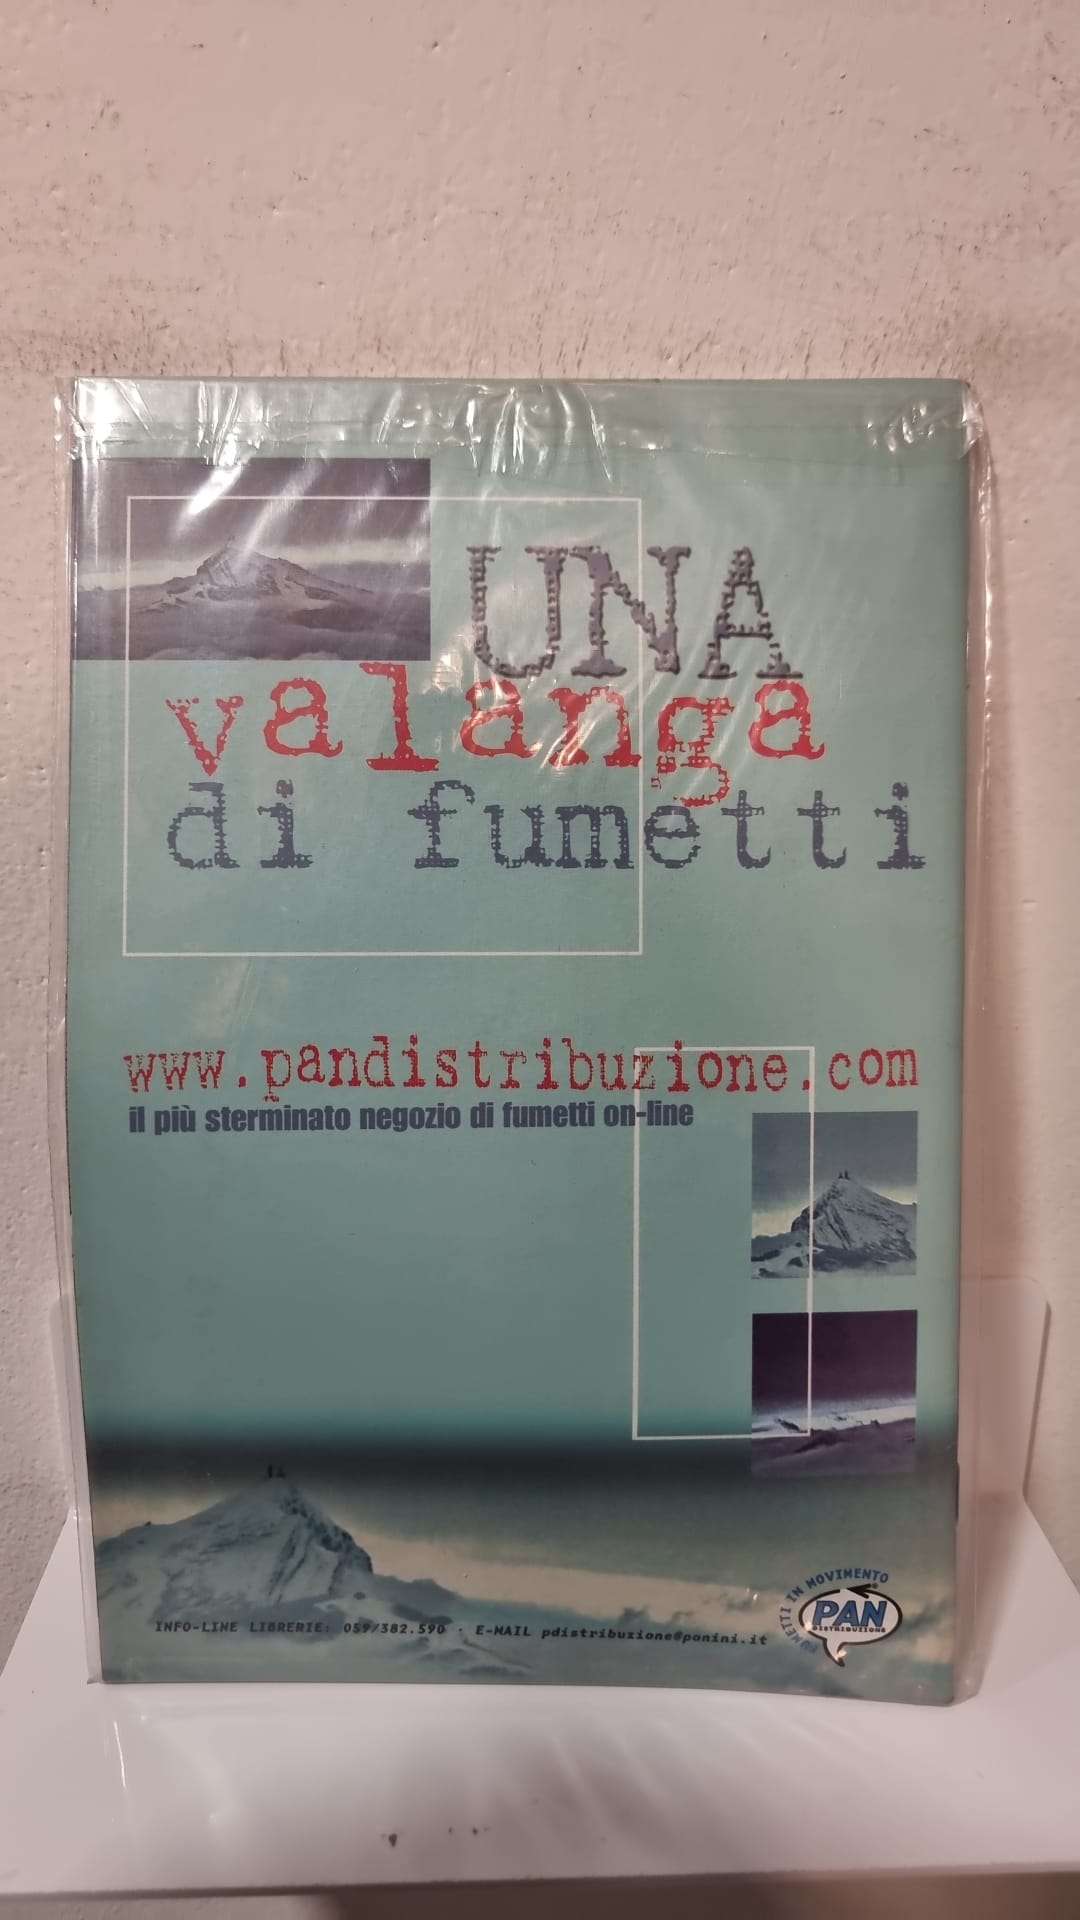 UNA
valanga
di fumetti
www.pandistribuzione.com
il più sterminato negozio di fumetti on-line
INFO-LINE LIBRERIE: 059/382.590 · E-MAIL pdistribuzione@panini.it
FUMETTI IN MOVIMENTO
PAN
DISTRIBUZIONE